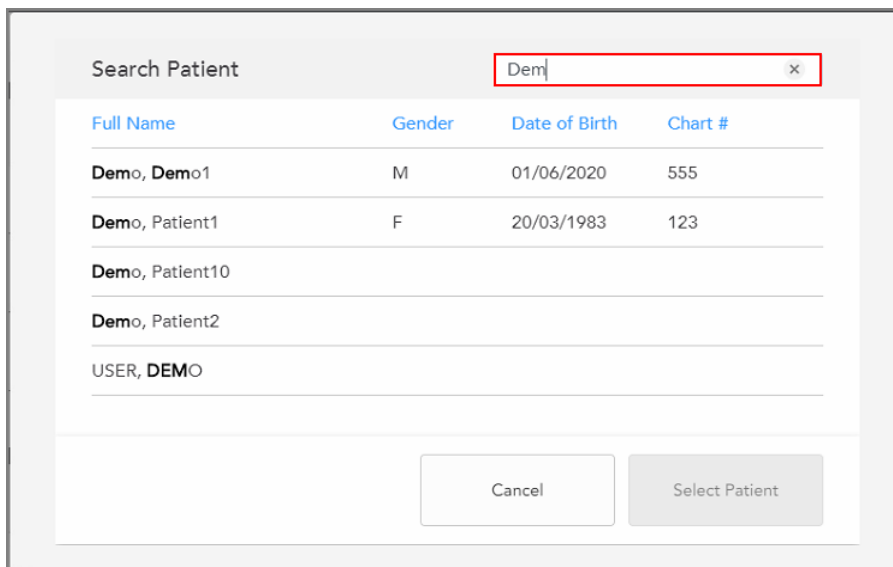 Search Patient Dem
Full Name Gender Date of Birth Chart #
Demo, Demo1 M 01/06/2020 555
Demo, Patient1 F 20/03/1983 123
Demo, Patient10
Demo, Patient2
USER, DEMO
Cancel Select Patient